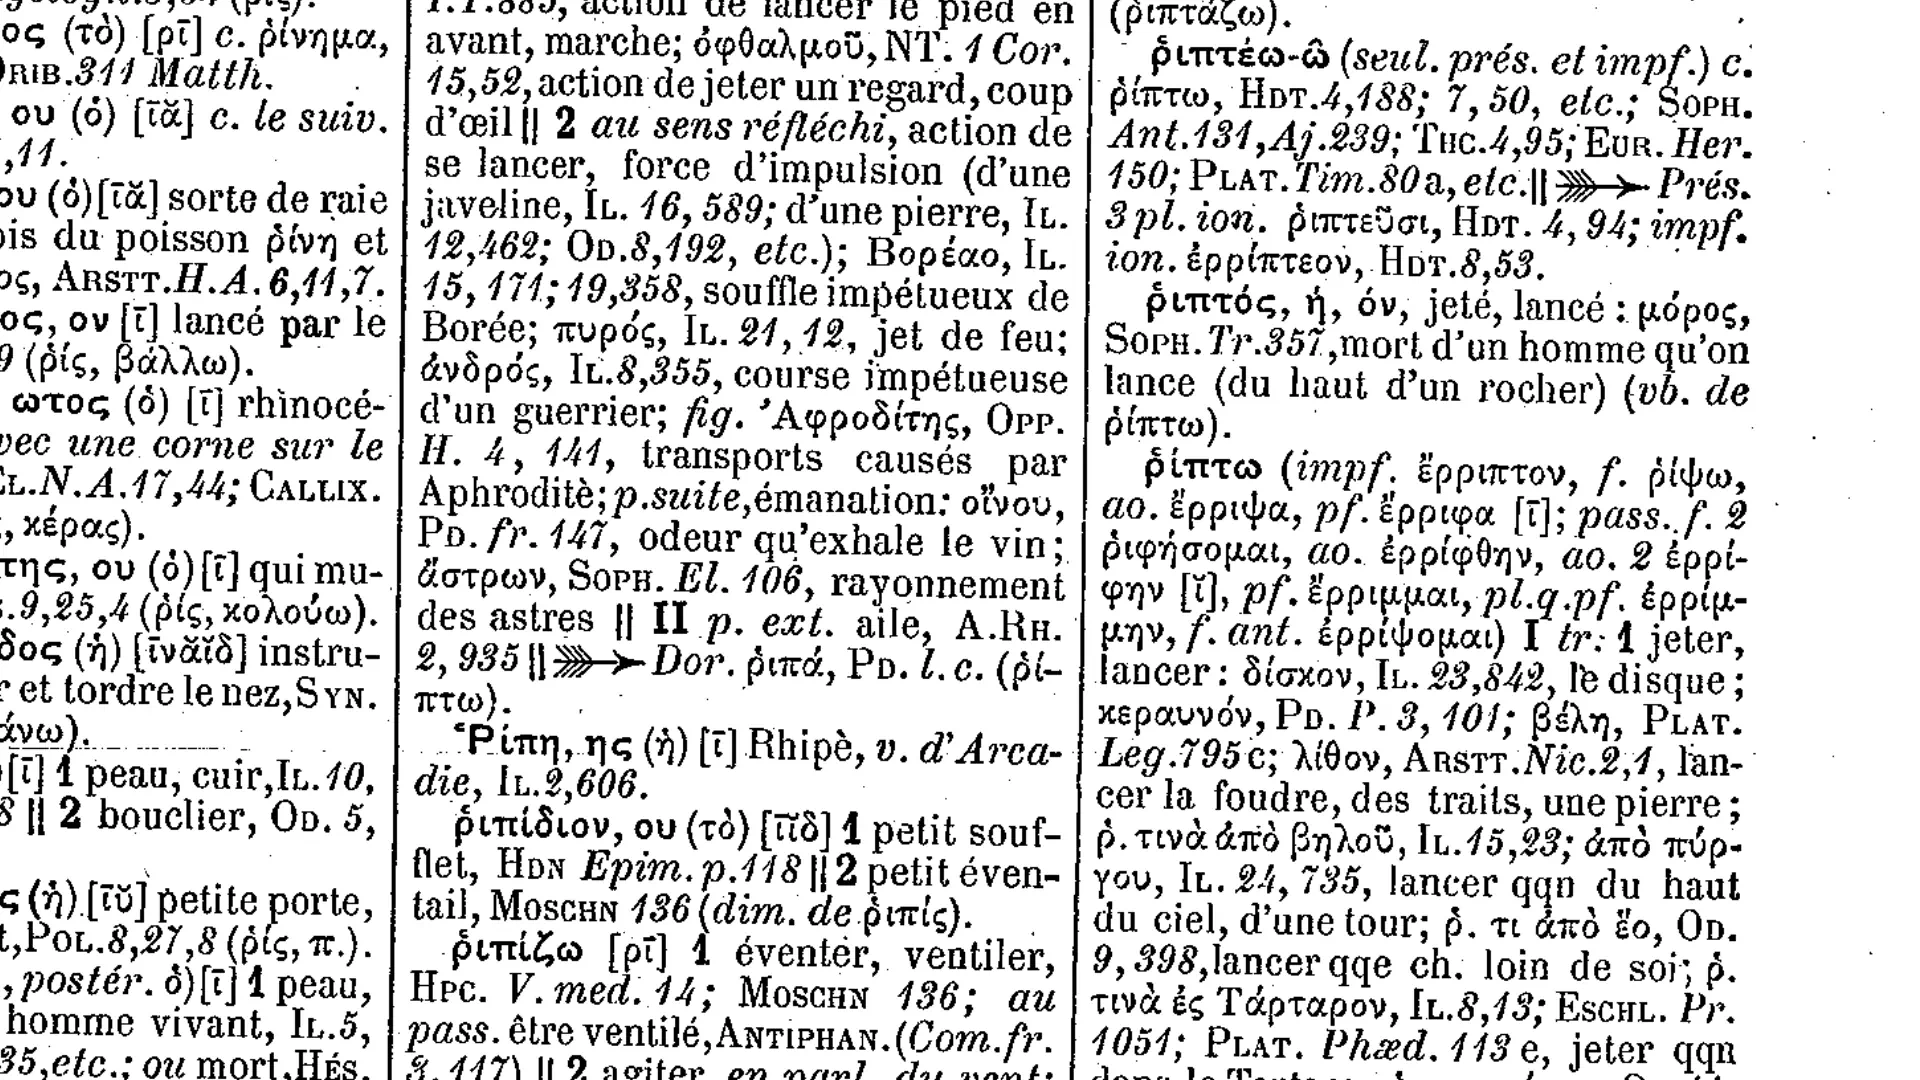 ος (τὸ) [ρῑ] c. ῥίνημα,
ORIB.311 Matth.
ου (ὁ) [ῑᾰ] c. le suiv.
,11.
ου (ὁ)[ῑᾰ] sorte de raie
is du poisson ῥίνη et
ος, ARSTT.H.A.6,11,7.
ος, ον [ῑ] lancé par le
9 (ῥίς, βάλλω).
ωτος (ὁ) [ῑ] rhinocé-
vec une corne sur le
EL.N.A.17,44; CALLIX.
, κέρας).
της, ου (ὁ)[ῑ] qui mu-
.9,25,4 (ῥίς, κολούω).
δος (ἡ) [ῑνᾰῐδ] instru-
r et tordre le nez, SYN.
άνω).
[ῑ] 1 peau, cuir, IL.10,
8 || 2 bouclier, OD. 5,
ς (ἡ) [ῑῠ] petite porte,
t, POL.8,27,8 (ῥίς, π.).
, postér. ὁ)[ῑ] 1 peau,
homme vivant, IL.5,
35, etc.; ou mort, HÉS.
I.T.885, action de lancer le pied en
avant, marche; ὀφθαλμοῦ, NT. 1 Cor.
15,52, action de jeter un regard, coup
d'œil || 2 au sens réfléchi, action de
se lancer, force d'impulsion (d'une
javeline, IL. 16, 589; d'une pierre, IL.
12,462; OD.8,192, etc.); Βορέαο, IL.
15, 171; 19,358, souffle impétueux de
Borée; πυρός, IL. 21, 12, jet de feu;
ἀνδρός, IL.8,355, course impétueuse
d'un guerrier; fig. Ἀφροδίτης, OPP.
H. 4, 141, transports causés par
Aphroditè; p. suite, émanation: οἴνου,
PD. fr. 147, odeur qu'exhale le vin;
ἄστρων, SOPH. El. 106, rayonnement
des astres || II p. ext. aile, A.RH.
2, 935 || ➳ Dor. ῥιπά, PD. l. c. (ῥί-
πτω).
Ῥίπη, ης (ἡ) [ῑ] Rhipè, v. d'Arca-
die, IL.2,606.
ῥιπίδιον, ου (τὸ) [ῑῐδ] 1 petit souf-
flet, HDN Epim. p.118 || 2 petit éven-
tail, MOSCHN 136 (dim. de ῥιπίς).
ῥιπίζω [ρῑ] 1 éventer, ventiler,
HPC. V. med. 14; MOSCHN 136; au
pass. être ventilé, ANTIPHAN. (Com. fr.
3, 117) || 2 agiter, en parl. du vent;
(ῥιπτάζω).
ῥιπτέω-ῶ (seul. prés. et impf.) c.
ῥίπτω, HDT.4,188; 7, 50, etc.; SOPH.
Ant.131, Aj.239; THC.4,95; EUR. Her.
150; PLAT. Tim.80 a, etc. || ➳ Prés.
3 pl. ion. ῥιπτεῦσι, HDT. 4, 94; impf.
ion. ἐρρίπτεον, HDT.8,53.
ῥιπτός, ή, όν, jeté, lancé : μόρος,
SOPH. Tr.357, mort d'un homme qu'on
lance (du haut d'un rocher) (vb. de
ῥίπτω).
ῥίπτω (impf. ἔρριπτον, f. ῥίψω,
ao. ἔρριψα, pf. ἔρριφα [ῑ]; pass. f. 2
ῥιφήσομαι, ao. ἐρρίφθην, ao. 2 ἐρρί-
φην [ῐ], pf. ἔρριμμαι, pl.q.pf. ἐρρίμ-
μην, f. ant. ἐρρίψομαι) I tr. 1 jeter,
lancer : δίσκον, IL. 23,842, le disque;
κεραυνόν, PD. P. 3, 101; βέλη, PLAT.
Leg.795 c; λίθον, ARSTT. Nic.2,1, lan-
cer la foudre, des traits, une pierre;
ῥ. τινὰ ἀπὸ βηλοῦ, IL.15,23; ἀπὸ πύρ-
γου, IL. 24, 735, lancer qqn du haut
du ciel, d'une tour; ῥ. τι ἀπὸ ἕο, OD.
9, 398, lancer qqe ch. loin de soi; ῥ.
τινὰ ἐς Τάρταρον, IL.8,13; ESCHL. Pr.
1051; PLAT. Phæd. 113 e, jeter qqn